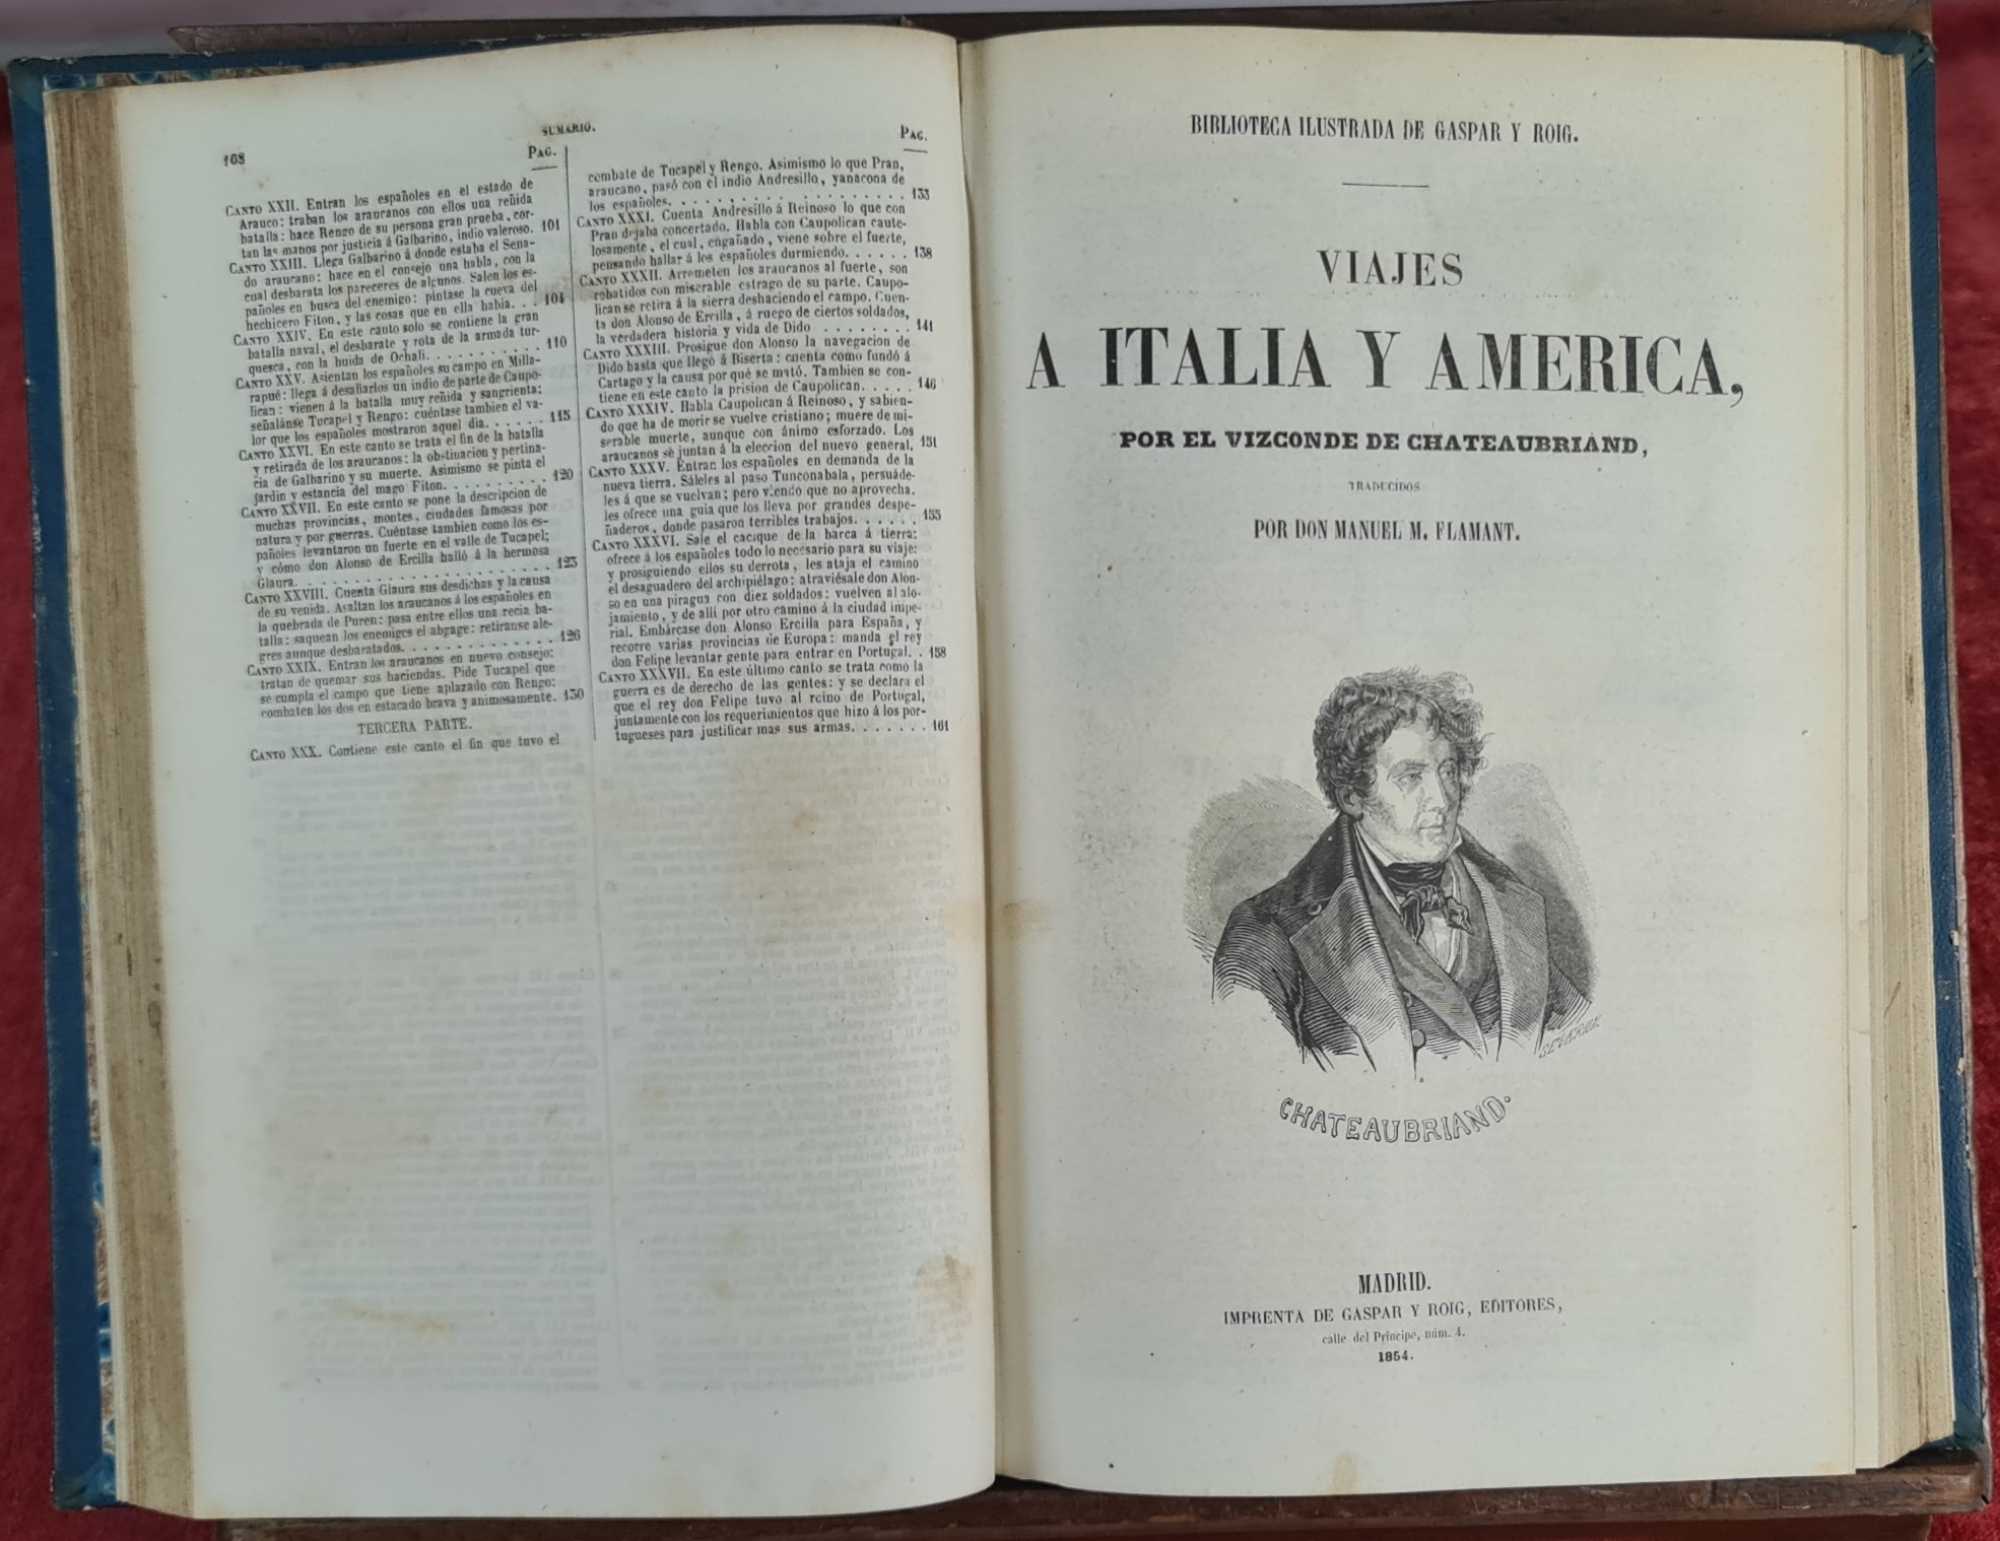 168
SUMARIO.
PAG.
CANTO XXII. Entran los españoles en el estado de
Arauco: traban los araucanos con ellos una reñida
batalla: hace Rengo de su persona gran prueba, cor-
tan las manos por justicia á Galbarino, indio valeroso. 101
CANTO XXIII. Llega Galbarino á donde estaba el Sena-
do araucano: hace en el consejo una habla, con la
cual desbarata los pareceres de algunos. Salen los es-
pañoles en busca del enemigo: píntase la cueva del
hechicero Fiton, y las cosas que en ella habia. . . 104
CANTO XXIV. En este canto solo se contiene la gran
batalla naval, el desbarate y rota de la armada tur-
quesca, con la huida de Ochali. . . . . . . . . . . . 110
CANTO XXV. Asientan los españoles su campo en Milla-
rapué: llega á desafiarlos un indio de parte de Caupo-
lican: vienen á la batalla muy reñida y sangrienta:
señalánse Tucapel y Rengo: cuéntase tambien el va-
lor que los españoles mostraron aquel dia. . . . . . 115
CANTO XXVI. En este canto se trata el fin de la batalla
y retirada de los araucanos: la obstinacion y pertina-
cia de Galbarino y su muerte. Asimismo se pinta el
jardin y estancia del mago Fiton. . . . . . . . . . 120
CANTO XXVII. En este canto se pone la descripcion de
muchas provincias, montes, ciudades famosas por
natura y por guerras. Cuéntase tambien como los es-
pañoles levantaron un fuerte en el valle de Tucapel;
y cómo don Alonso de Ercilla halló á la hermosa
Glaura. . . . . . . . . . . . . . . . . . . . . . . 123
CANTO XXVIII. Cuenta Glaura sus desdichas y la causa
de su venida. Asaltan los araucanos á los españoles en
la quebrada de Puren: pasa entre ellos una recia ba-
talla: saquean los enemigos el abgage: retíranse ale-
gres aunque desbaratados. . . . . . . . . . . . . . 126
CANTO XXIX. Entran los araucanos en nuevo consejo:
tratan de quemar sus haciendas. Pide Tucapel que
se cumpla el campo que tiene aplazado con Rengo:
combaten los dos en estacado brava y animosamente. 130
TERCERA PARTE.
CANTO XXX. Contiene este canto el fin que tuvo el
PAG.
combate de Tucapel y Rengo. Asimismo lo que Pran,
araucano, pasó con el indio Andresillo, yanacona de
los españoles. . . . . . . . . . . . . . . . . . . 133
CANTO XXXI. Cuenta Andresillo á Reinoso lo que con
Pran dejaba concertado. Habla con Caupolican caute-
losamente, el cual, engañado, viene sobre el fuerte,
pensando hallar á los españoles durmiendo. . . . . . 138
CANTO XXXII. Arremeten los araucanos al fuerte, son
rebatidos con miserable estrago de su parte. Caupo-
lican se retira á la sierra deshaciendo el campo. Cuen-
ta don Alonso de Ercilla, á ruego de ciertos soldados,
la verdadera historia y vida de Dido . . . . . . . . 141
CANTO XXXIII. Prosigue don Alonso la navegacion de
Dido hasta que llegó á Biserta: cuenta como fundó á
Cartago y la causa por qué se mató. Tambien se con-
tiene en este canto la prision de Caupolican. . . . . 146
CANTO XXXIV. Habla Caupolican á Reinoso, y sabien-
do que ha de morir se vuelve cristiano; muere de mi-
serable muerte, aunque con ánimo esforzado. Los
araucanos se juntan á la eleccion del nuevo general. 151
CANTO XXXV. Entran los españoles en demanda de la
nueva tierra. Sáleles al paso Tunconabala, persuáde-
les á que se vuelvan; pero viendo que no aprovecha,
les ofrece una guia que los lleva por grandes despe-
ñaderos, donde pasaron terribles trabajos. . . . . . 155
CANTO XXXVI. Sale el cacique de la barca á tierra:
ofrece á los españoles todo lo necesario para su viaje:
y prosiguiendo ellos su derrota, les ataja el camino
el desaguadero del archipiélago: atraviésale don Alon-
so en una piragua con diez soldados: vuelven al alo-
jamiento, y de allí por otro camino á la ciudad impe-
rial. Embárcase don Alonso Ercilla para España, y
recorre varias provincias de Europa: manda el rey
don Felipe levantar gente para entrar en Portugal. . 158
CANTO XXXVII. En este último canto se trata como la
guerra es de derecho de las gentes: y se declara el
que el rey don Felipe tuvo al reino de Portugal,
juntamente con los requerimientos que hizo á los por-
tugueses para justificar mas sus armas. . . . . . . 161
BIBLIOTECA ILUSTRADA DE GASPAR Y ROIG.
VIAJES
A ITALIA Y AMERICA,
POR EL VIZCONDE DE CHATEAUBRIAND,
TRADUCIDOS
POR DON MANUEL M. FLAMANT.
CHATEAUBRIAND.
MADRID.
IMPRENTA DE GASPAR Y ROIG, EDITORES,
calle del Príncipe, núm. 4.
1854.